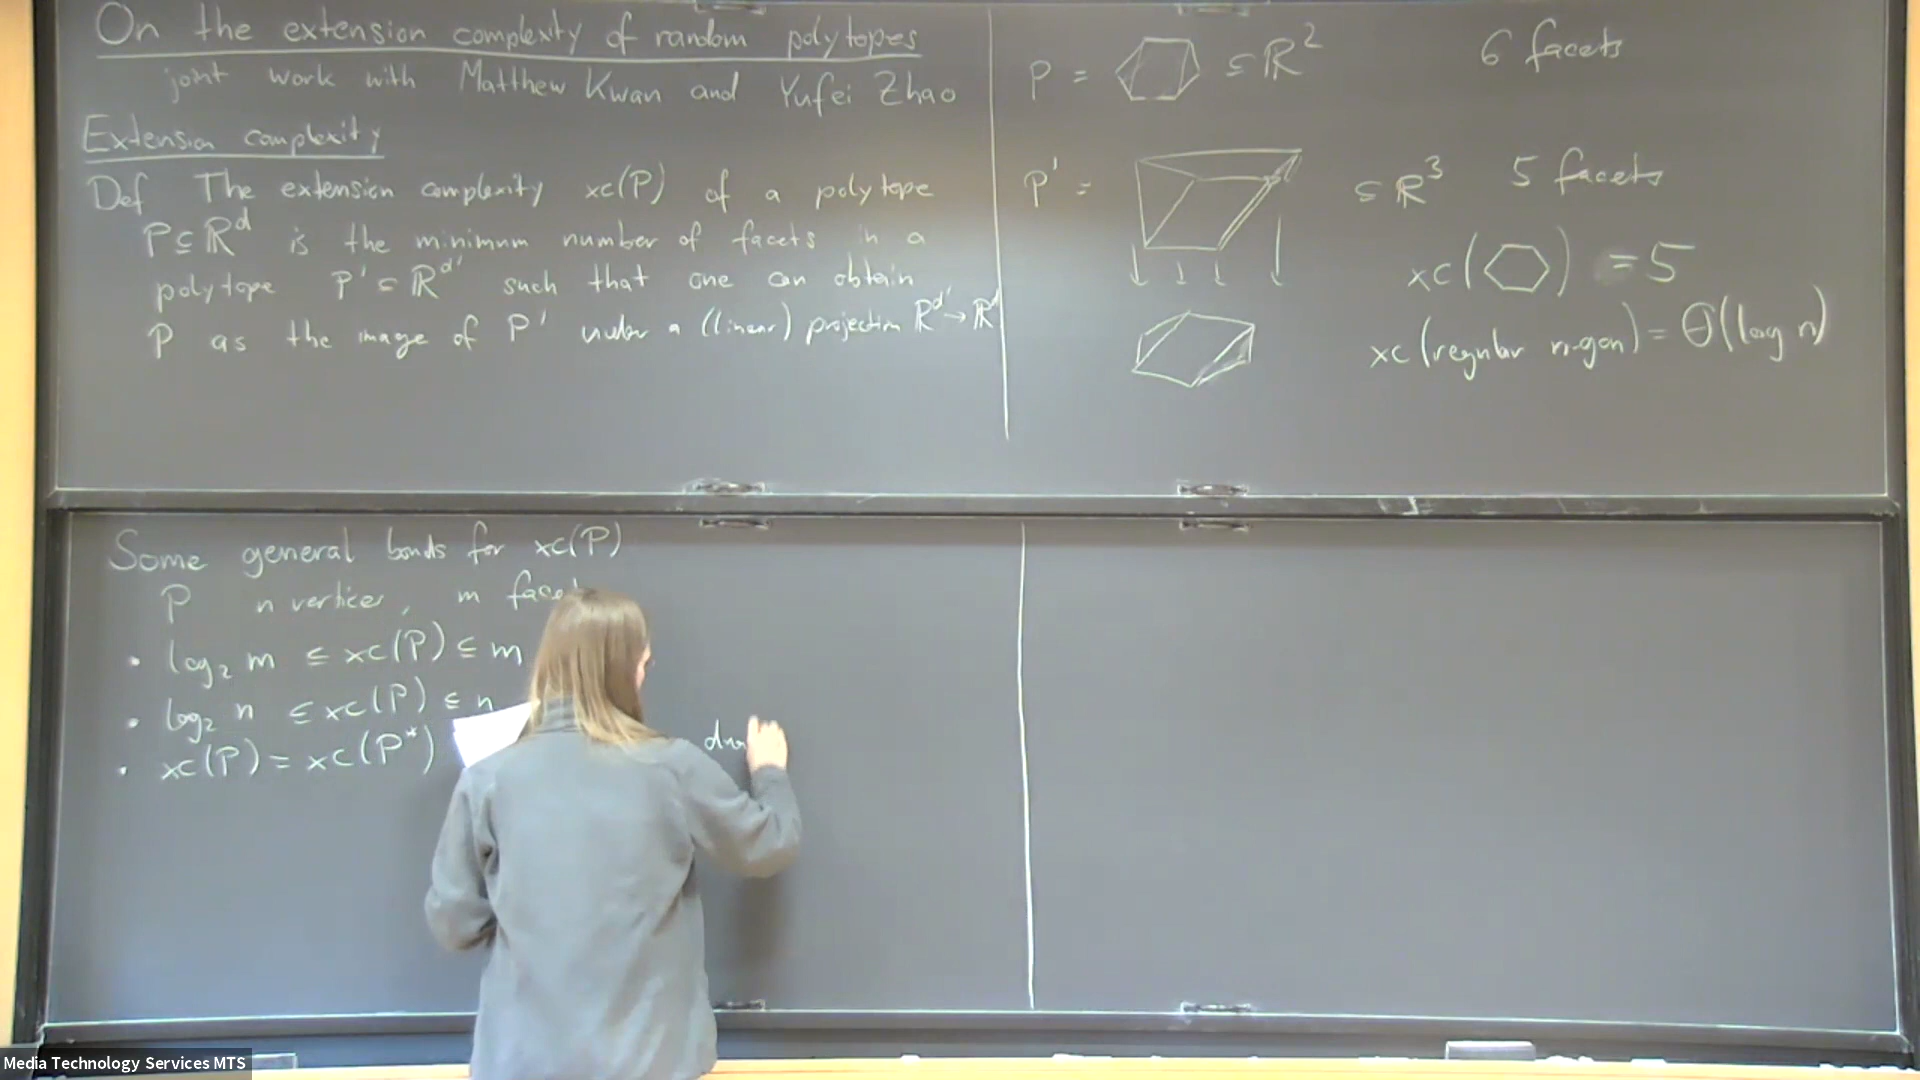 On the extension complexity of random polytopes
joint work with Matthew Kwan and Yufei Zhao
Extension complexity
Def The extension complexity xc(P) of a polytope
P ⊆ ℝ^d is the minimum number of facets in a
polytope P' ⊆ ℝ^d' such that one can obtain
P as the image of P' under a (linear) projection ℝ^d' → ℝ^d
P = ⊆ ℝ^2 6 facets
P' = ⊆ ℝ^3 5 facets
xc( ) = 5
xc(regular n-gon) = Θ(log n)
Some general bonds for xc(P)
P n vertices, m
log_2 m ≤ xc(P) ≤ m
log_2 n ≤ xc(P) ≤ n
xc(P) = xc(P*)
Media Technology Services MTS